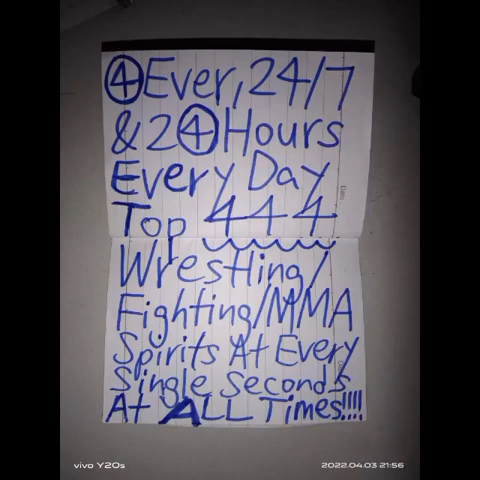 ④Ever, 24/7
& 2④Hours
Every Day
Top 444
Wrestling/
Fighting/MMA
Spirits At Every
Single Seconds
At ALL Times!!!!
Date
vivo Y20s
2022.04.03 21:56